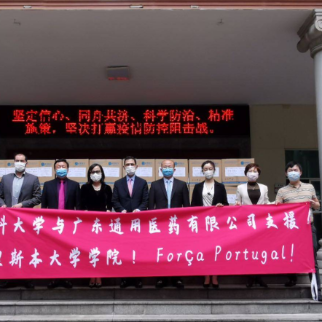 坚定信心、同舟共济、科学防治、精准
施策,坚决打赢疫情防控阻击战。
科大学与广东通用医药有限公司支援
里斯本大学学院! Força Portugal!